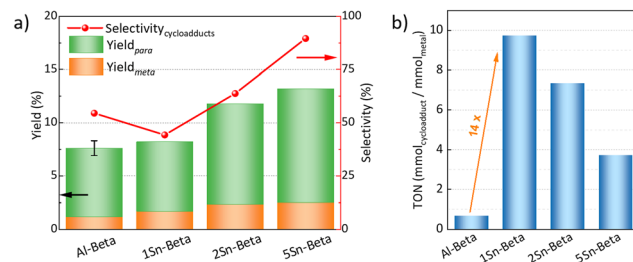 a)
Selectivity cycloadducts
Yield para
Yield meta
Yield (%)
20
15
10
5
0
Selectivity (%)
100
75
50
25
0
Al-Beta
1Sn-Beta
2Sn-Beta
5Sn-Beta
b)
TON (mmol cycloadduct / mmol metal)
10
8
6
4
2
0
14 x
Al-Beta
1Sn-Beta
2Sn-Beta
5Sn-Beta